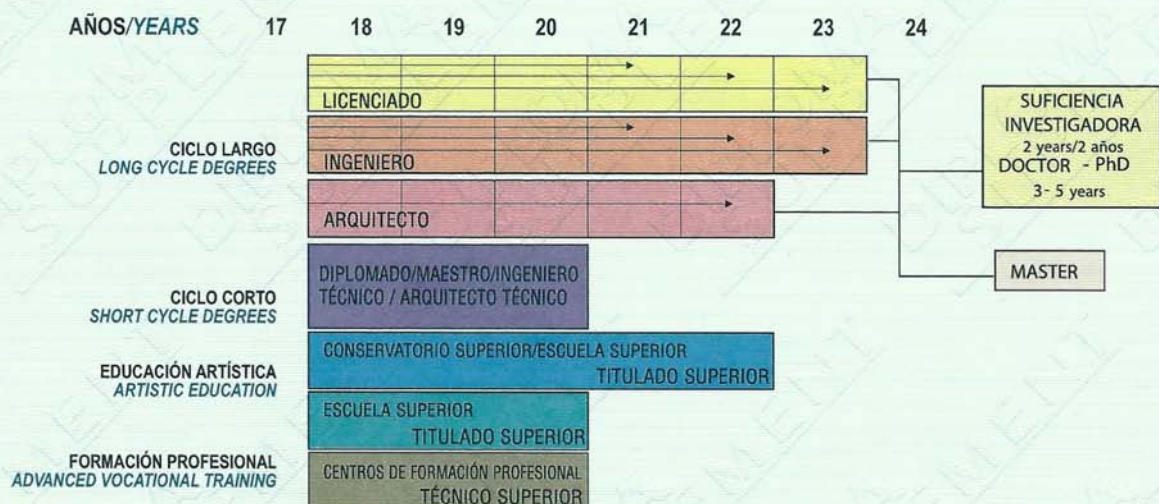 AÑOS/YEARS 17 18 19 20 21 22 23 24
LICENCIADO
CICLO LARGO
LONG CYCLE DEGREES
INGENIERO
ARQUITECTO
SUFICIENCIA
INVESTIGADORA
2 years/2 años
DOCTOR - PhD
3- 5 years
MASTER
CICLO CORTO
SHORT CYCLE DEGREES
DIPLOMADO/MAESTRO/INGENIERO
TÉCNICO / ARQUITECTO TÉCNICO
EDUCACIÓN ARTÍSTICA
ARTISTIC EDUCATION
CONSERVATORIO SUPERIOR/ESCUELA SUPERIOR
TITULADO SUPERIOR
ESCUELA SUPERIOR
TITULADO SUPERIOR
FORMACIÓN PROFESIONAL
ADVANCED VOCATIONAL TRAINING
CENTROS DE FORMACIÓN PROFESIONAL
TÉCNICO SUPERIOR